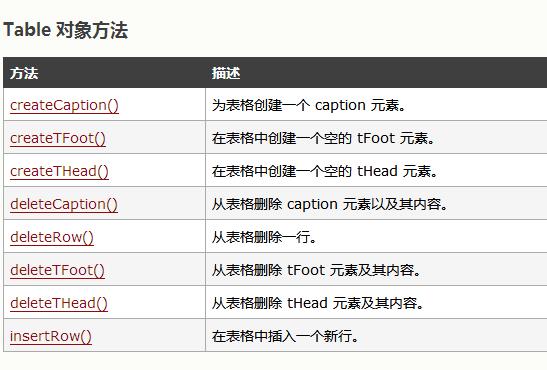 Table 对象方法
方法 描述
createCaption() 为表格创建一个 caption 元素。
createTFoot() 在表格中创建一个空的 tFoot 元素。
createTHead() 在表格中创建一个空的 tHead 元素。
deleteCaption() 从表格删除 caption 元素以及其内容。
deleteRow() 从表格删除一行。
deleteTFoot() 从表格删除 tFoot 元素及其内容。
deleteTHead() 从表格删除 tHead 元素及其内容。
insertRow() 在表格中插入一个新行。